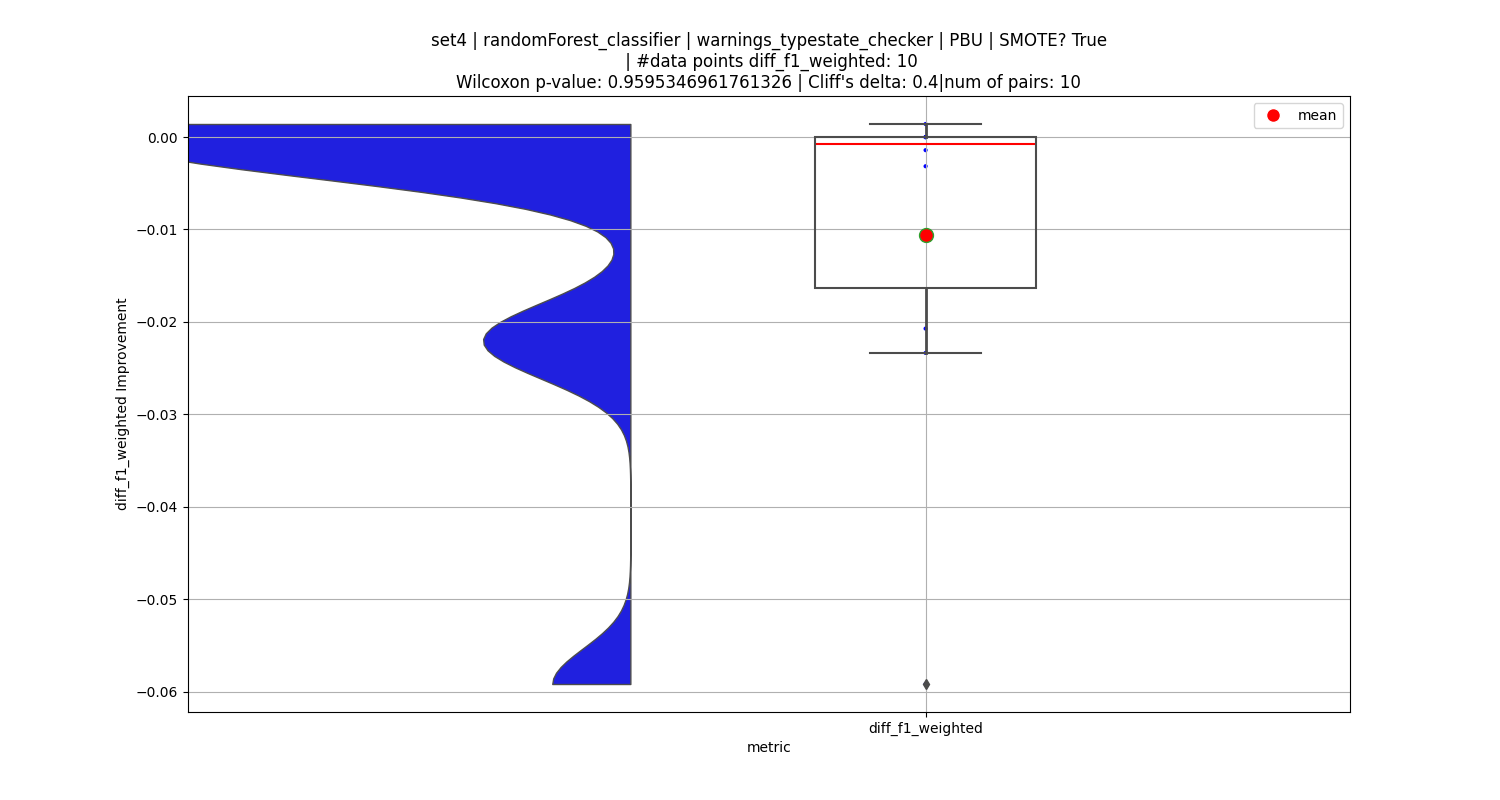 set4 | randomForest_classifier | warnings_typestate_checker | PBU | SMOTE? True
| #data points diff_f1_weighted: 10
Wilcoxon p-value: 0.9595346961761326 | Cliff's delta: 0.4|num of pairs: 10
mean
0.00
−0.01
−0.02
−0.03
−0.04
−0.05
−0.06
diff_f1_weighted Improvement
diff_f1_weighted
metric